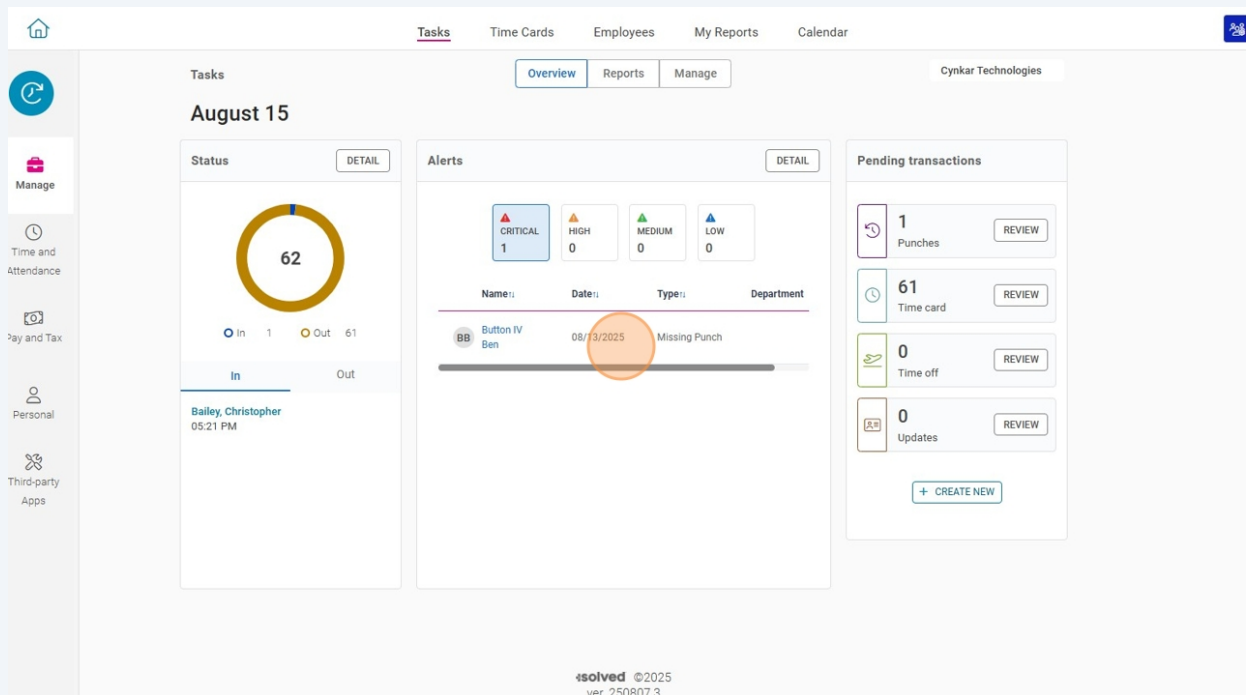 Tasks
Time Cards
Employees
My Reports
Calendar
Manage
Time and
Attendance
Pay and Tax
Personal
Third-party
Apps
Tasks
Overview
Reports
Manage
Cynkar Technologies
August 15
Status
DETAIL
62
In 1
Out 61
In
Out
Bailey, Christopher
05:21 PM
Alerts
DETAIL
CRITICAL
1
HIGH
0
MEDIUM
0
LOW
0
Name Date Type Department
BB
Button IV
Ben
08/13/2025
Missing Punch
Pending transactions
1
Punches
REVIEW
61
Time card
REVIEW
0
Time off
REVIEW
0
Updates
REVIEW
+ CREATE NEW
isolved ©2025
ver. 250807.3